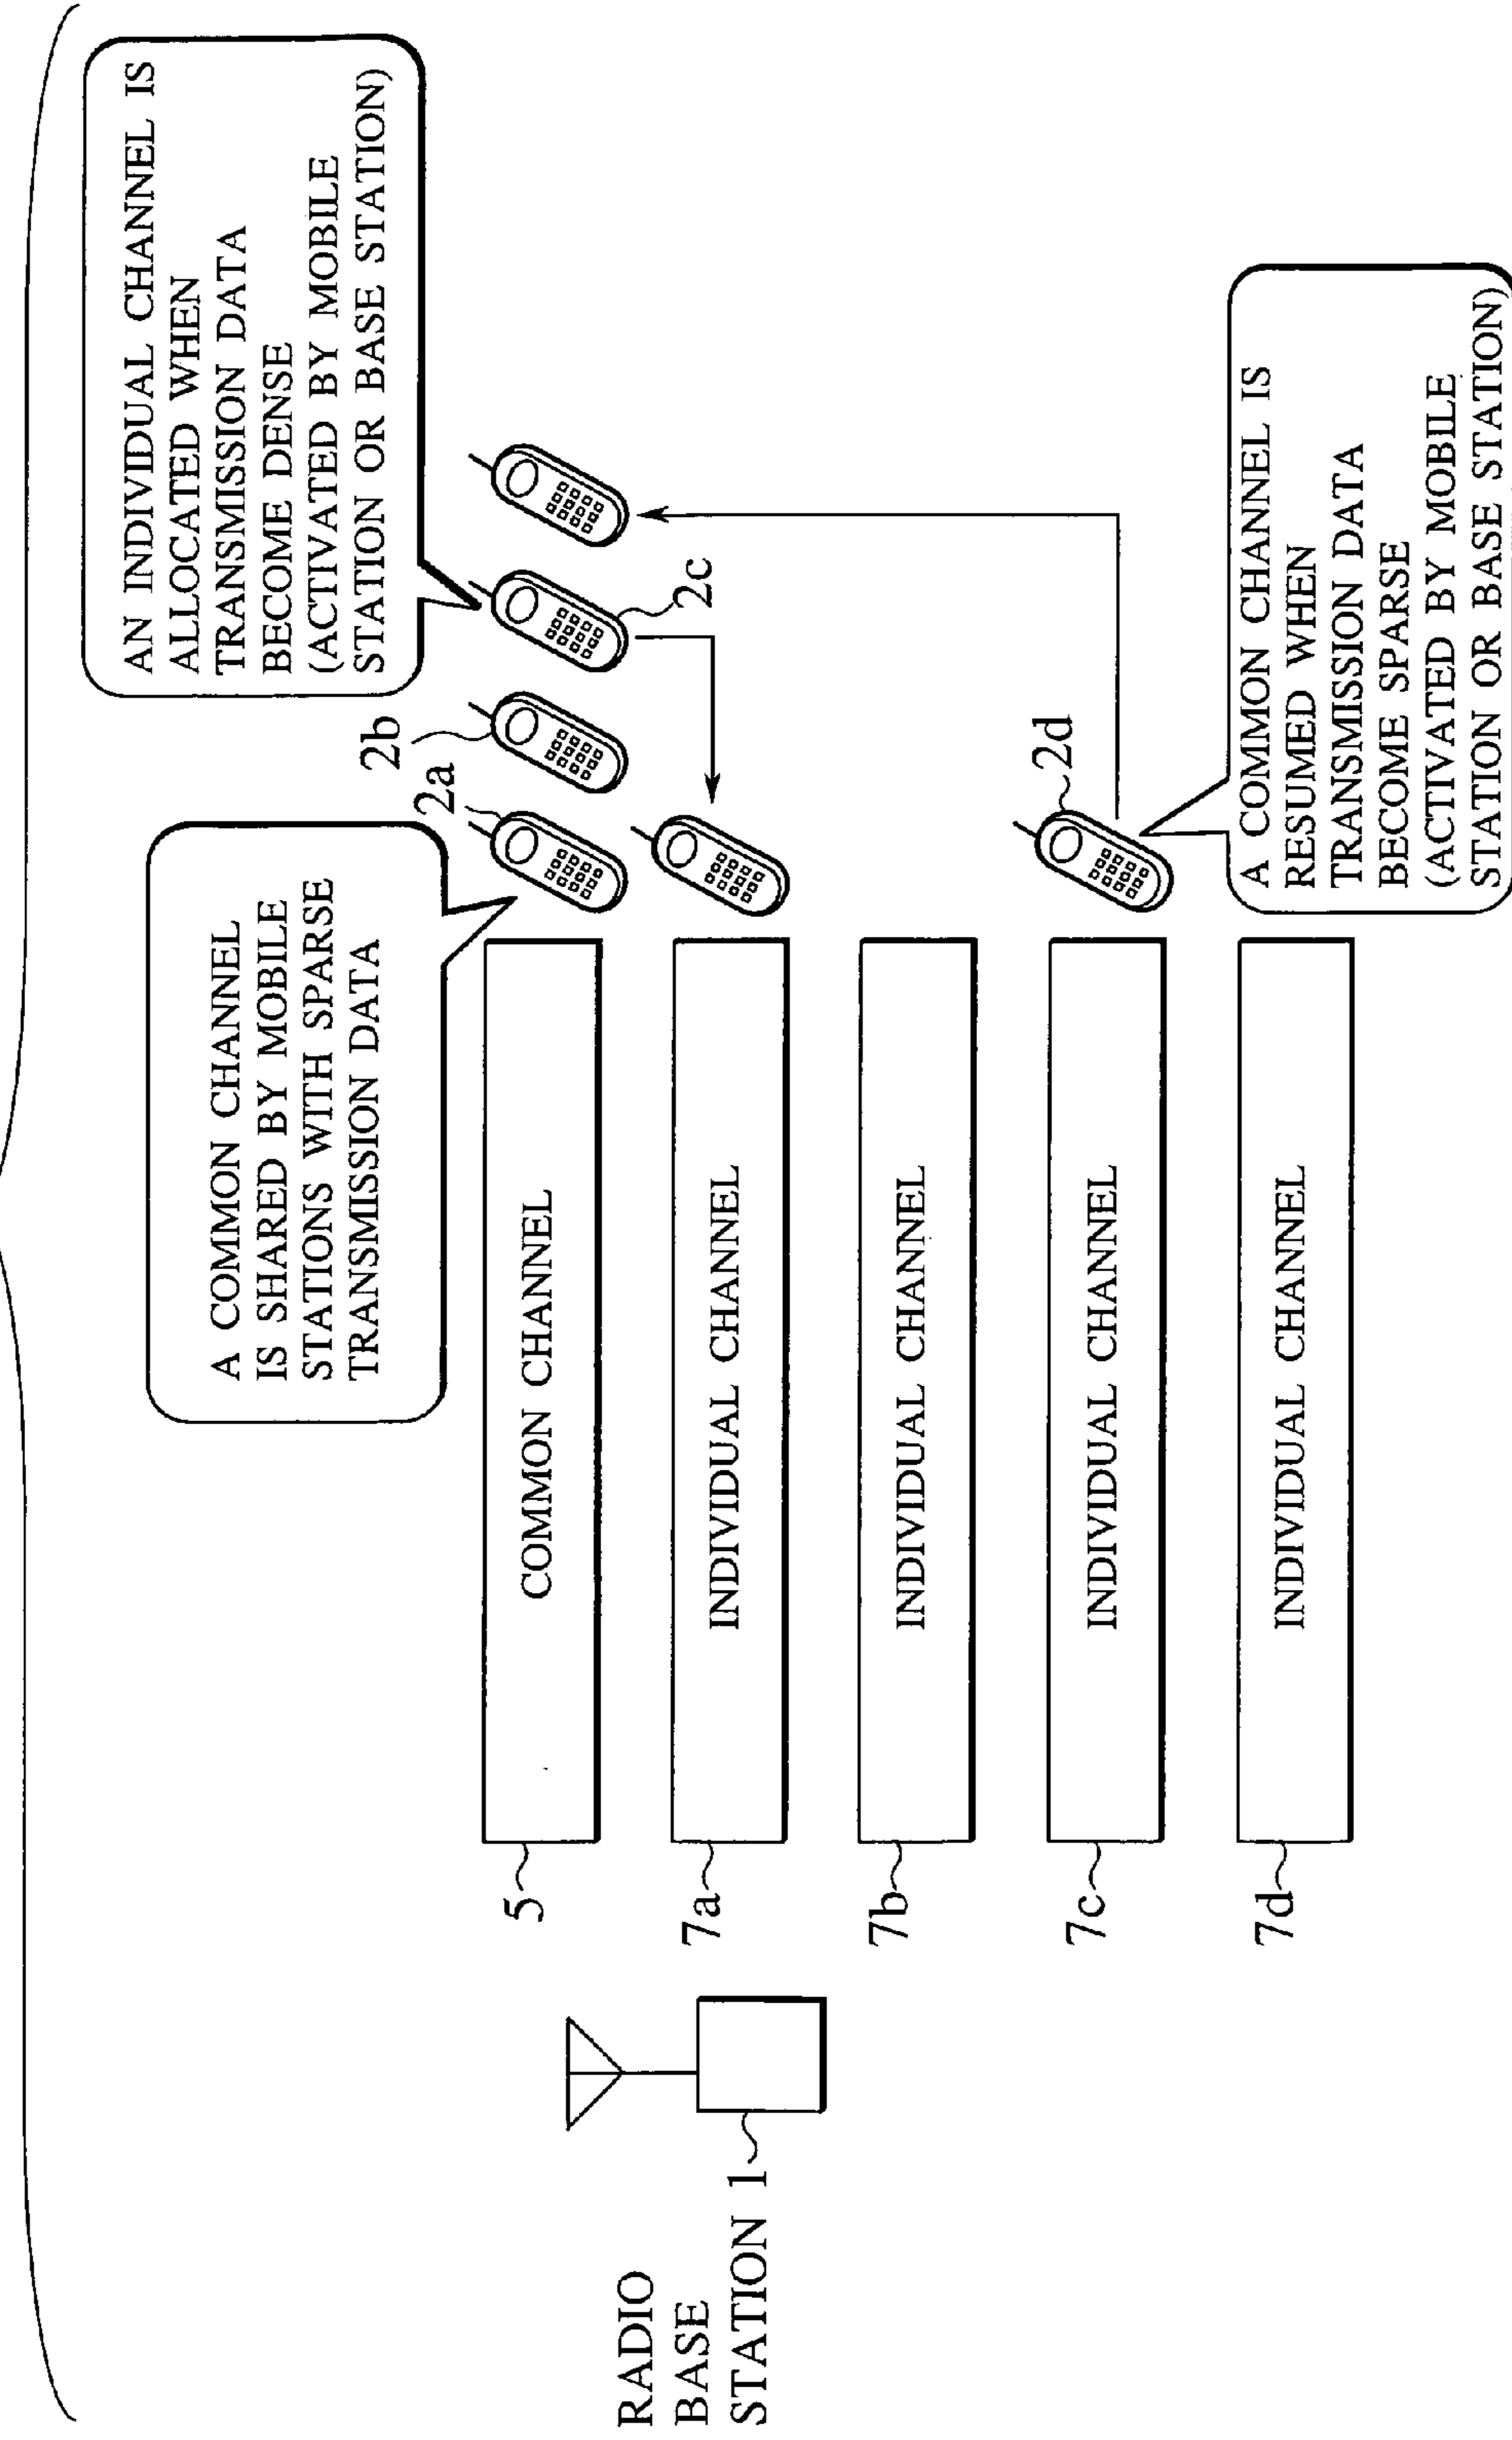 AN INDIVIDUAL CHANNEL IS
ALLOCATED WHEN
TRANSMISSION DATA
BECOME DENSE
(ACTIVATED BY MOBILE
STATION OR BASE STATION)
A COMMON CHANNEL
IS SHARED BY MOBILE
STATIONS WITH SPARSE
TRANSMISSION DATA
2b
2a
2c
5
COMMON CHANNEL
RADIO
BASE
STATION 1
7a
INDIVIDUAL CHANNEL
7b
INDIVIDUAL CHANNEL
2d
7c
INDIVIDUAL CHANNEL
7d
INDIVIDUAL CHANNEL
A COMMON CHANNEL IS
RESUMED WHEN
TRANSMISSION DATA
BECOME SPARSE
(ACTIVATED BY MOBILE
STATION OR BASE STATION)